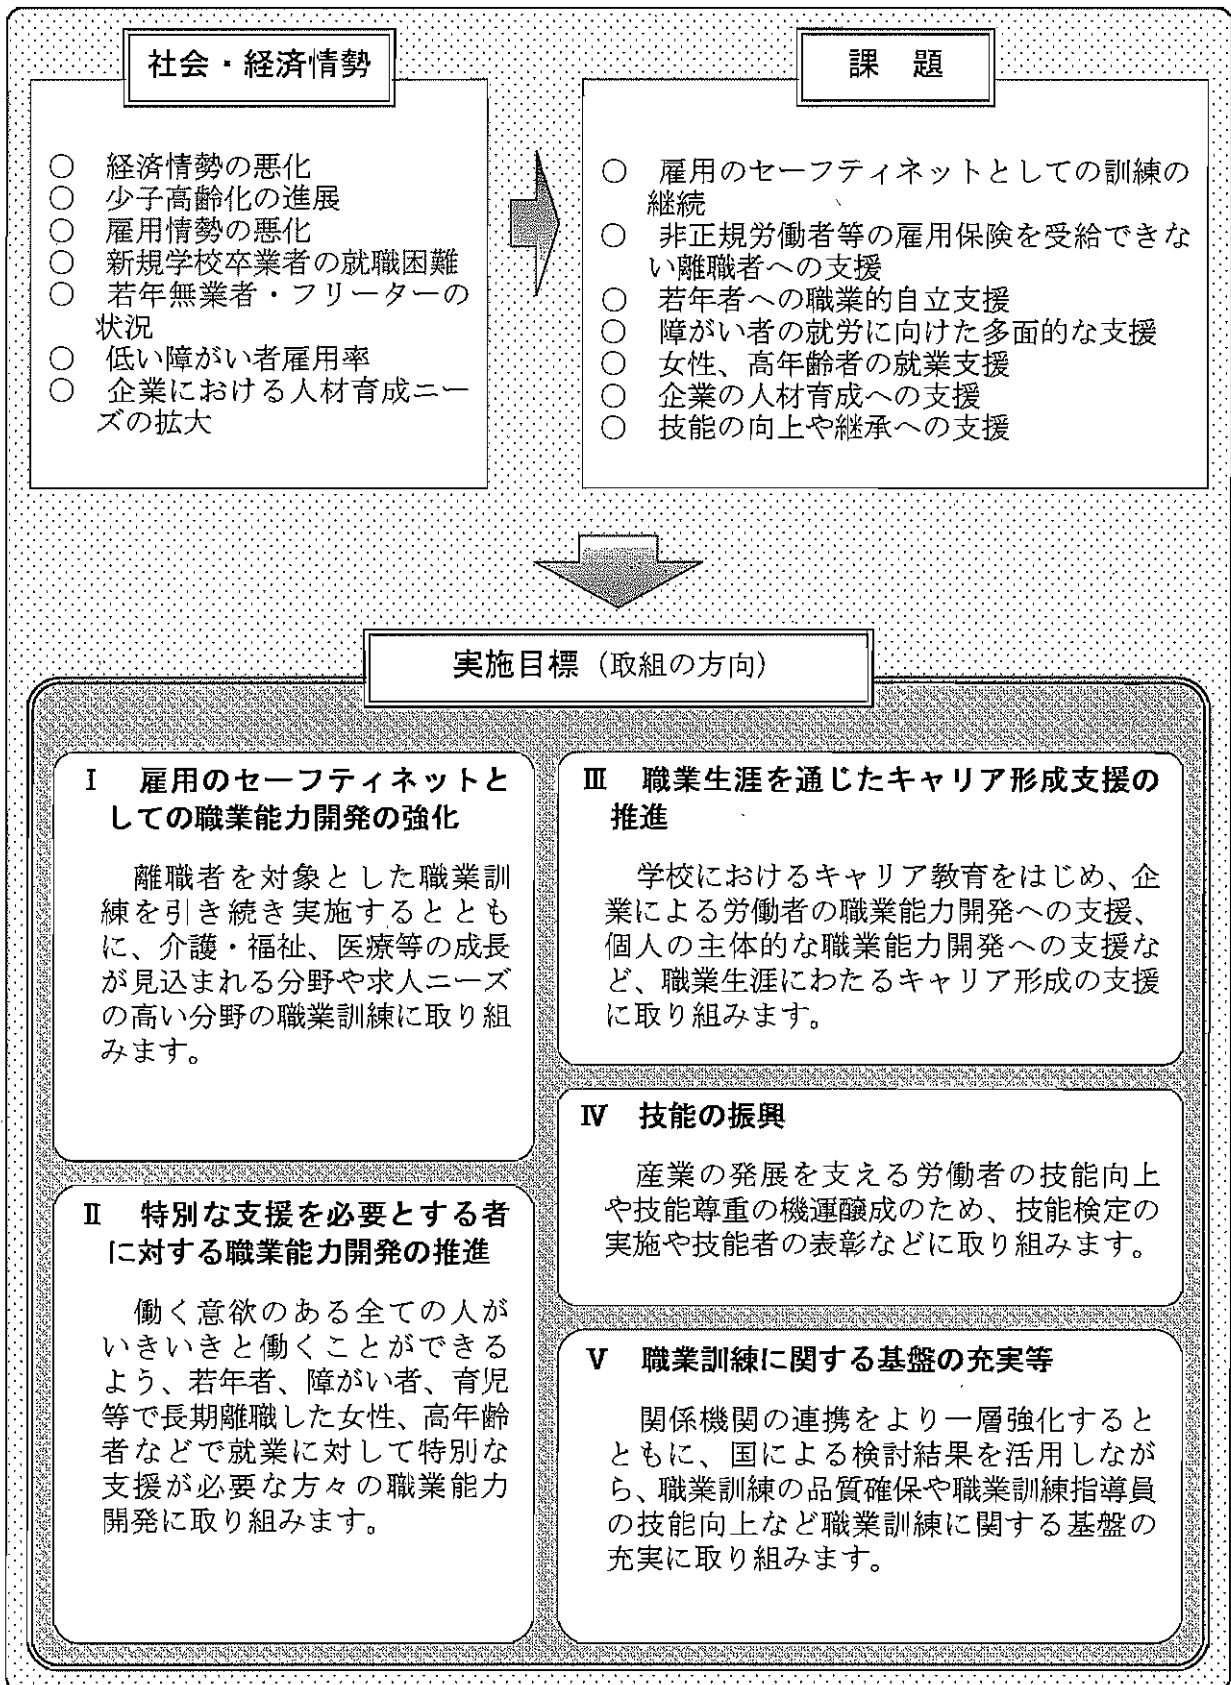 社会・経済情勢
○ 経済情勢の悪化
○ 少子高齢化の進展
○ 雇用情勢の悪化
○ 新規学校卒業者の就職困難
○ 若年無業者・フリーターの
状況
○ 低い障がい者雇用率
○ 企業における人材育成ニー
ズの拡大
課 題
○ 雇用のセーフティネットとしての訓練の
継続
○ 非正規労働者等の雇用保険を受給できな
い離職者への支援
○ 若年者への職業的自立支援
○ 障がい者の就労に向けた多面的な支援
○ 女性、高年齢者の就業支援
○ 企業の人材育成への支援
○ 技能の向上や継承への支援
実施目標（取組の方向）
Ⅰ 雇用のセーフティネットと
しての職業能力開発の強化
離職者を対象とした職業訓
練を引き続き実施するととも
に、介護・福祉、医療等の成長
が見込まれる分野や求人ニーズ
の高い分野の職業訓練に取り組
みます。
Ⅱ 特別な支援を必要とする者
に対する職業能力開発の推進
働く意欲のある全ての人が
いきいきと働くことができる
よう、若年者、障がい者、育児
等で長期離職した女性、高年齢
者などで就業に対して特別な
支援が必要な方々の職業能力
開発に取り組みます。
Ⅲ 職業生涯を通じたキャリア形成支援の
推進
学校におけるキャリア教育をはじめ、企
業による労働者の職業能力開発への支援、
個人の主体的な職業能力開発への支援な
ど、職業生涯にわたるキャリア形成の支援
に取り組みます。
Ⅳ 技能の振興
産業の発展を支える労働者の技能向上
や技能尊重の機運醸成のため、技能検定の
実施や技能者の表彰などに取り組みます。
Ⅴ 職業訓練に関する基盤の充実等
関係機関の連携をより一層強化すると
ともに、国による検討結果を活用しなが
ら、職業訓練の品質確保や職業訓練指導員
の技能向上など職業訓練に関する基盤の
充実に取り組みます。